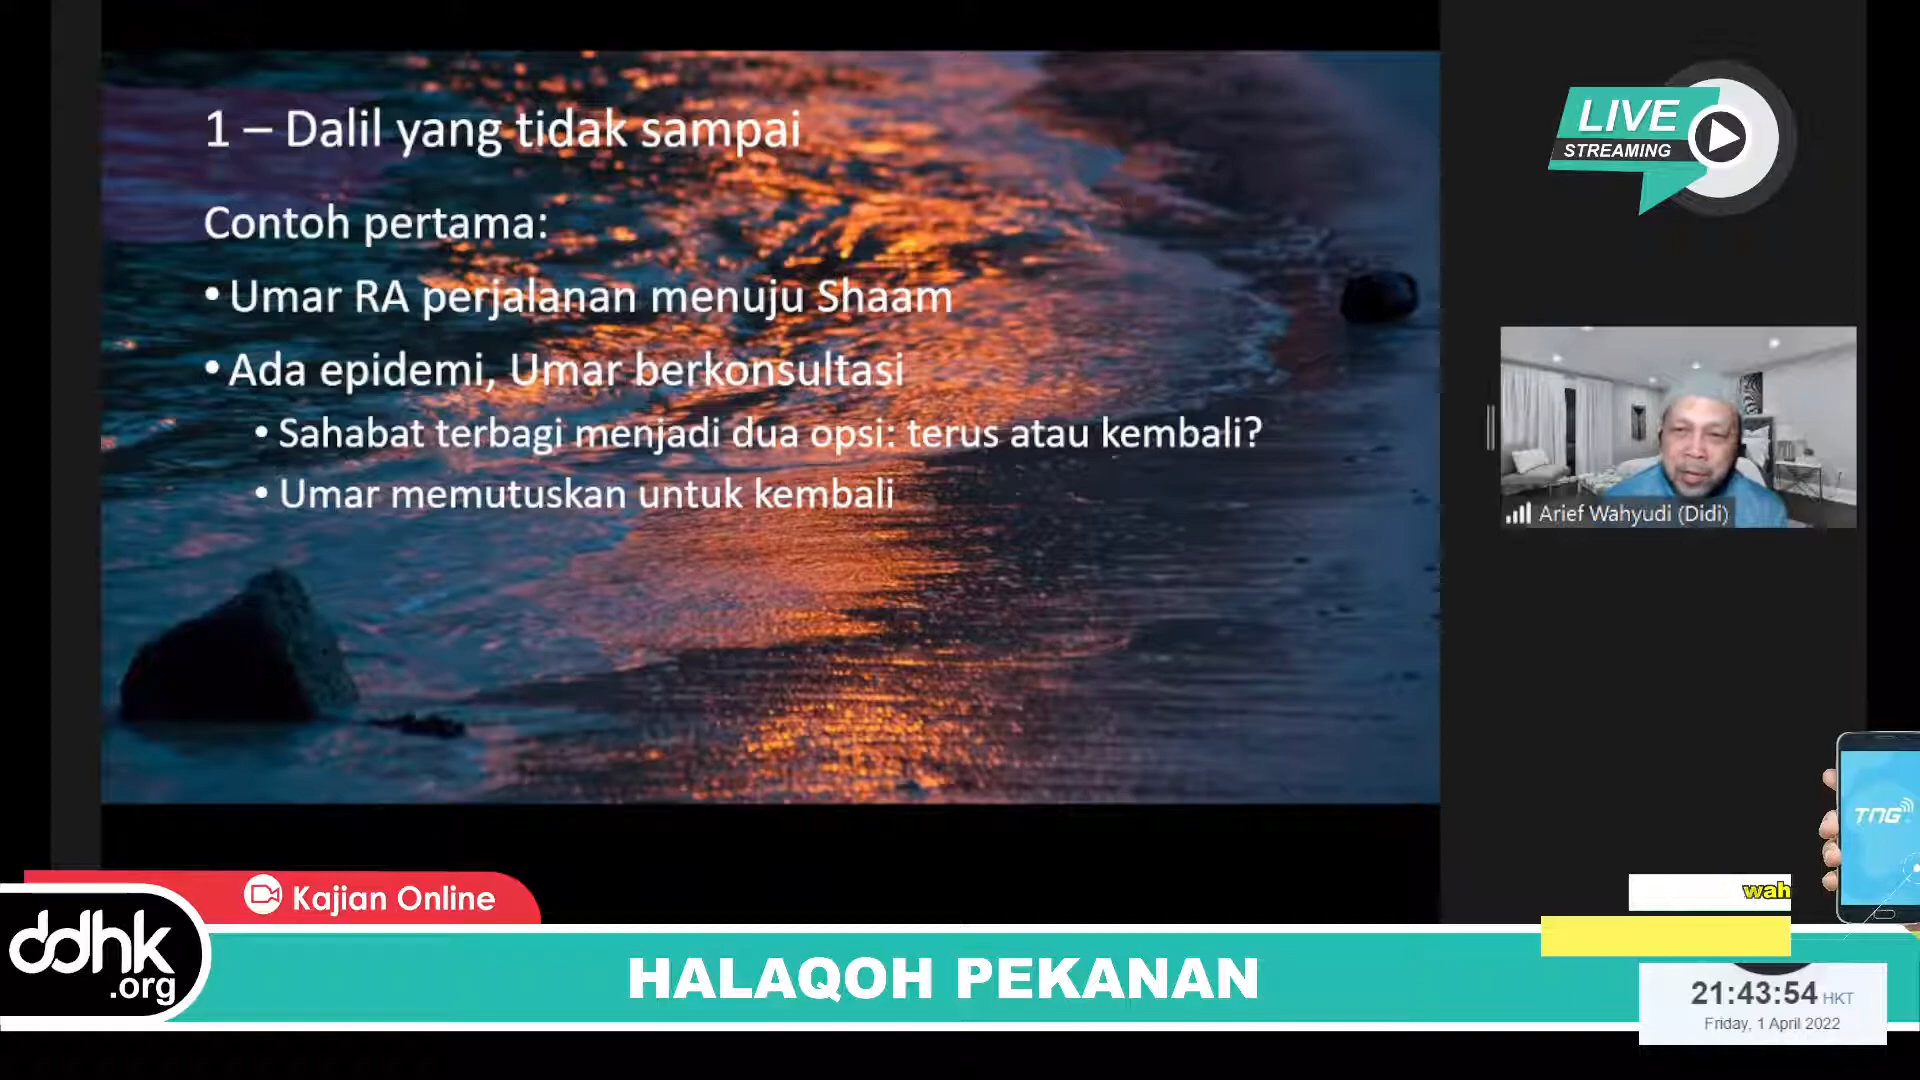 1 – Dalil yang tidak sampai
Contoh pertama:
• Umar RA perjalanan menuju Shaam
• Ada epidemi, Umar berkonsultasi
• Sahabat terbagi menjadi dua opsi: terus atau kembali?
• Umar memutuskan untuk kembali
LIVE
STREAMING
Arief Wahyudi (Didi)
TNG
Kajian Online
wah
ddhk
.org
HALAQOH PEKANAN
21:43:54 HKT
Friday, 1 April 2022